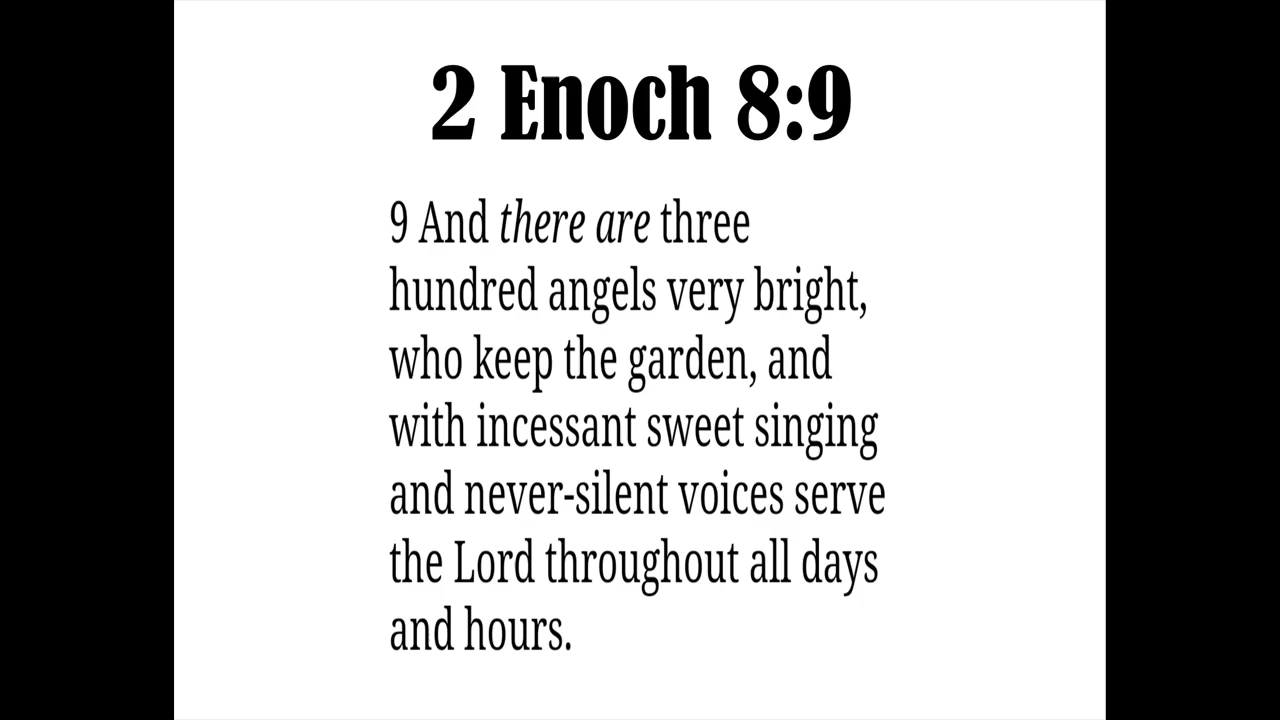 2 Enoch 8:9
9 And there are three
hundred angels very bright,
who keep the garden, and
with incessant sweet singing
and never-silent voices serve
the Lord throughout all days
and hours.